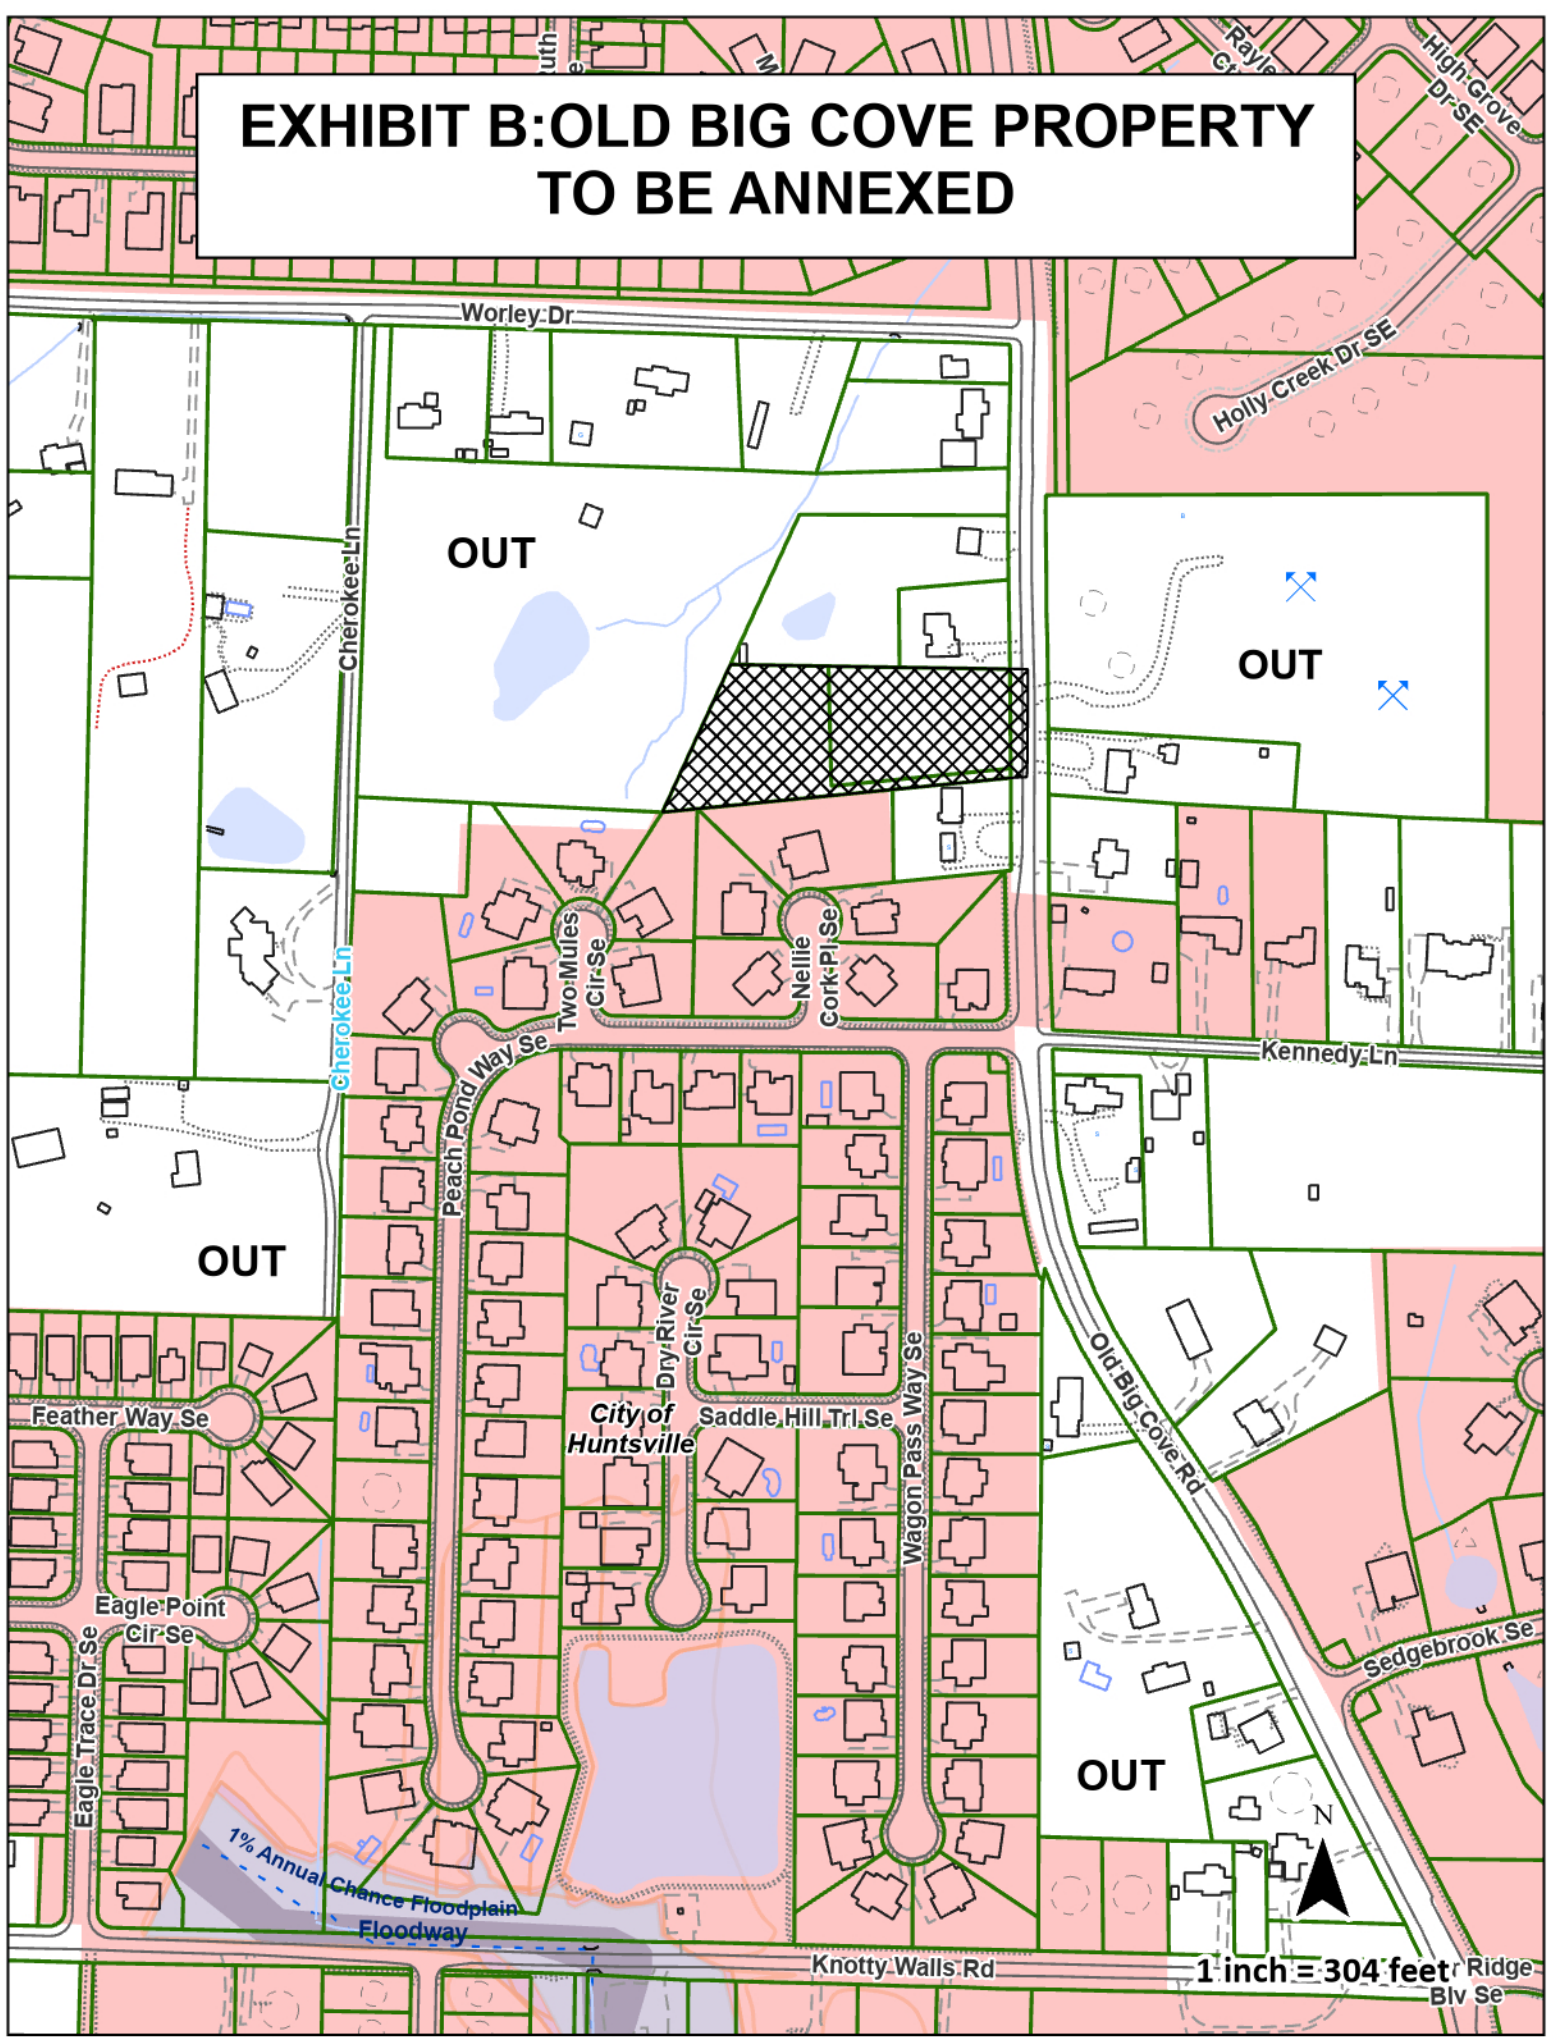 uth
e
M
Rayle
Ct
High Grove
Dr SE
EXHIBIT B:OLD BIG COVE PROPERTY
TO BE ANNEXED
Worley Dr
Holly Creek Dr SE
OUT
Cherokee Ln
OUT
Two Mules
Cir Se
Nellie
Cork Pl Se
Cherokee Ln
Peach Pond Way Se
Kennedy Ln
OUT
Dry River
Cir Se
Old Big Cove Rd
City of
Huntsville
Saddle Hill Trl Se
Wagon Pass Way Se
Feather Way Se
Eagle Point
Cir Se
Eagle Trace Dr Se
Sedgebrook Se
OUT
N
1% Annual Chance Floodplain
Floodway
Knotty Walls Rd
1 inch = 304 feet
Ridge
Blv Se